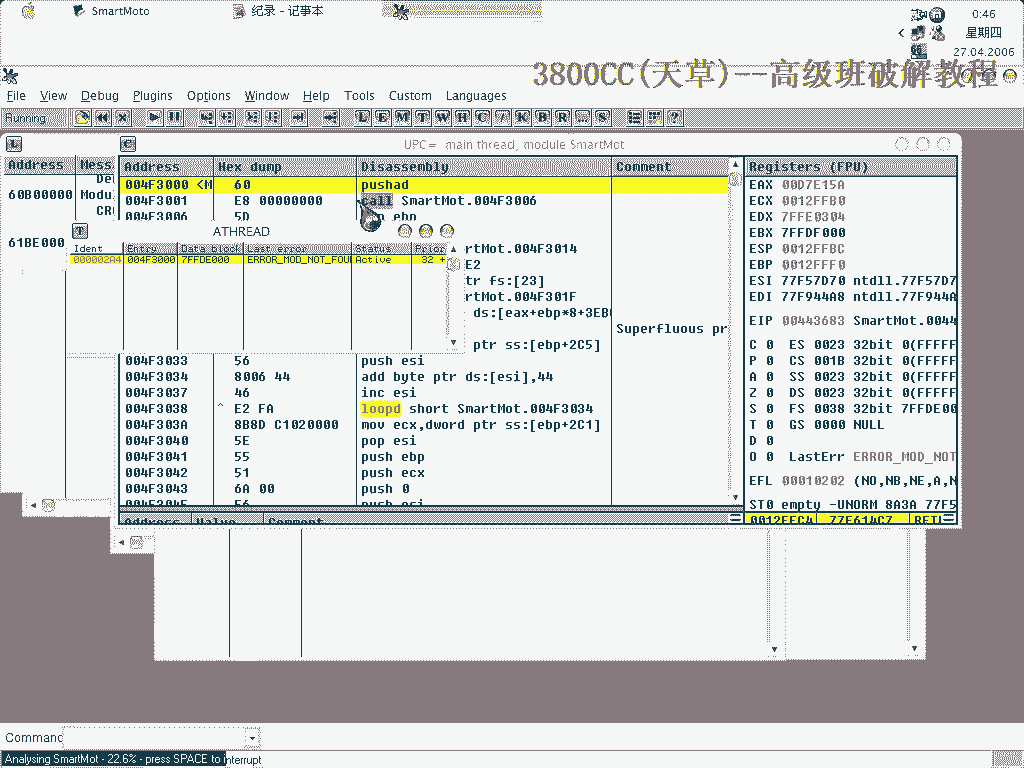 SmartMoto
纪录 - 记事本
0:46
星期四
27.04.2006
3800CC(天草)--高级班破解教程
File View Debug Plugins Options Window Help Tools Custom Languages
Running
L E M T W H C / K B R ... S
UPC= main thread, module SmartMot
Address Mess
60B00000 Modu
61BE000
Address Hex dump Disassembly Comment Registers (FPU)
004F3000 <M 60 pushad
004F3001 E8 00000000 call SmartMot.004F3006
004F3006 5D pop ebp
ATHREAD
Ident Entry Data block Last error Status Prior
000002A4 004F3000 7FFDE000 ERROR_MOD_NOT_FOU Active 32 +
rtMot.004F3014
E2
tr fs:[23]
rtMot.004F301F
ds:[eax+ebp*8+3EB
Superfluous pr
ptr ss:[ebp+2C5]
004F3033 56 push esi
004F3034 8006 44 add byte ptr ds:[esi],44
004F3037 46 inc esi
004F3038 ^ E2 FA loopd short SmartMot.004F3034
004F303A 8B8D C1020000 mov ecx,dword ptr ss:[ebp+2C1]
004F3040 5E pop esi
004F3041 55 push ebp
004F3042 51 push ecx
004F3043 6A 00 push 0
004F3045 56 push esi
Address Value Comment
EAX 00D7E15A
ECX 0012FFB0
EDX 7FFE0304
EBX 7FFDF000
ESP 0012FFBC
EBP 0012FFF0
ESI 77F57D70 ntdll.77F57D7
EDI 77F944A8 ntdll.77F944A
EIP 00443683 SmartMot.0044
C 0 ES 0023 32bit 0(FFFFF
P 0 CS 001B 32bit 0(FFFFF
A 0 SS 0023 32bit 0(FFFFF
Z 0 DS 0023 32bit 0(FFFFF
S 0 FS 0038 32bit 7FFDE00
T 0 GS 0000 NULL
D 0
O 0 LastErr ERROR_MOD_NOT
EFL 00010202 (NO,NB,NE,A,N
ST0 empty -UNORM 8A3A 77F5
0012FFC4 77E614C7 RETU
Command
Analysing SmartMot - 22.6% - press SPACE to interrupt